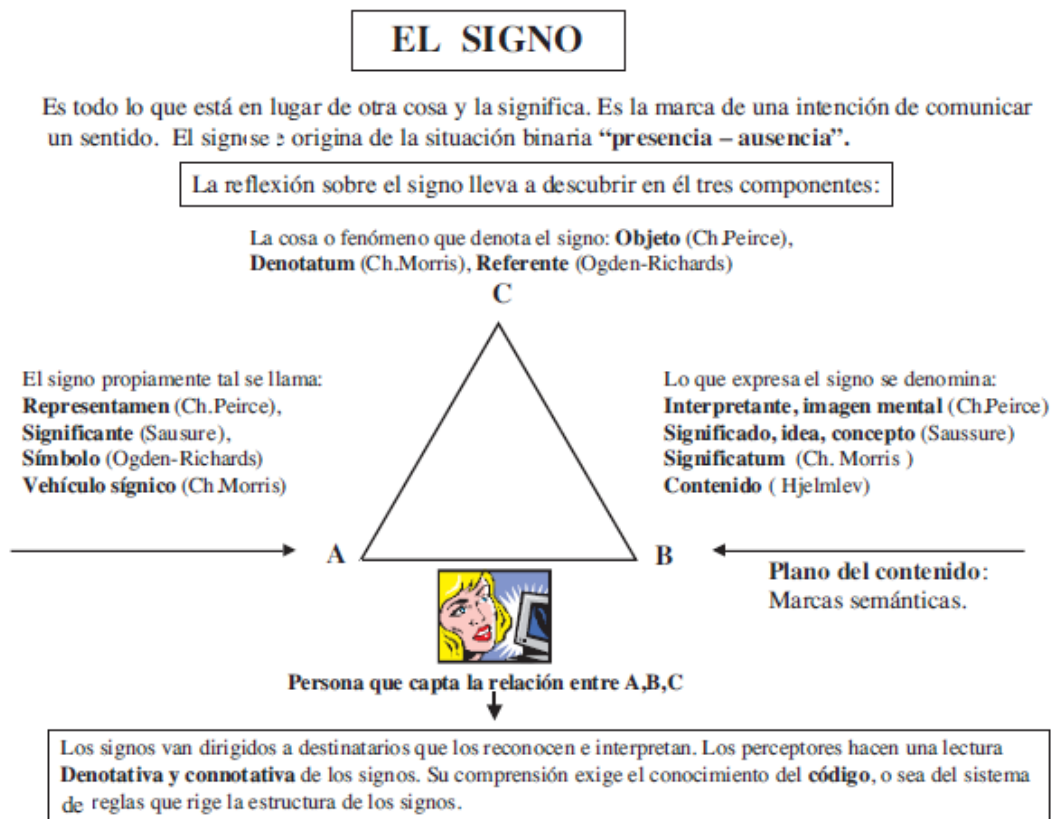 EL SIGNO
Es todo lo que está en lugar de otra cosa y la significa. Es la marca de una intención de comunicar
un sentido. El signo se origina de la situación binaria “presencia – ausencia”.
La reflexión sobre el signo lleva a descubrir en él tres componentes:
La cosa o fenómeno que denota el signo: Objeto (Ch.Peirce),
Denotatum (Ch.Morris), Referente (Ogden-Richards)
C
El signo propiamente tal se llama:
Representamen (Ch.Peirce),
Significante (Sausure),
Símbolo (Ogden-Richards)
Vehículo sígnico (Ch.Morris)
Lo que expresa el signo se denomina:
Interpretante, imagen mental (Ch.Peirce)
Significado, idea, concepto (Saussure)
Significatum (Ch. Morris )
Contenido ( Hjelmlev)
A
B
Plano del contenido:
Marcas semánticas.
Persona que capta la relación entre A,B,C
Los signos van dirigidos a destinatarios que los reconocen e interpretan. Los perceptores hacen una lectura
Denotativa y connotativa de los signos. Su comprensión exige el conocimiento del código, o sea del sistema
de reglas que rige la estructura de los signos.